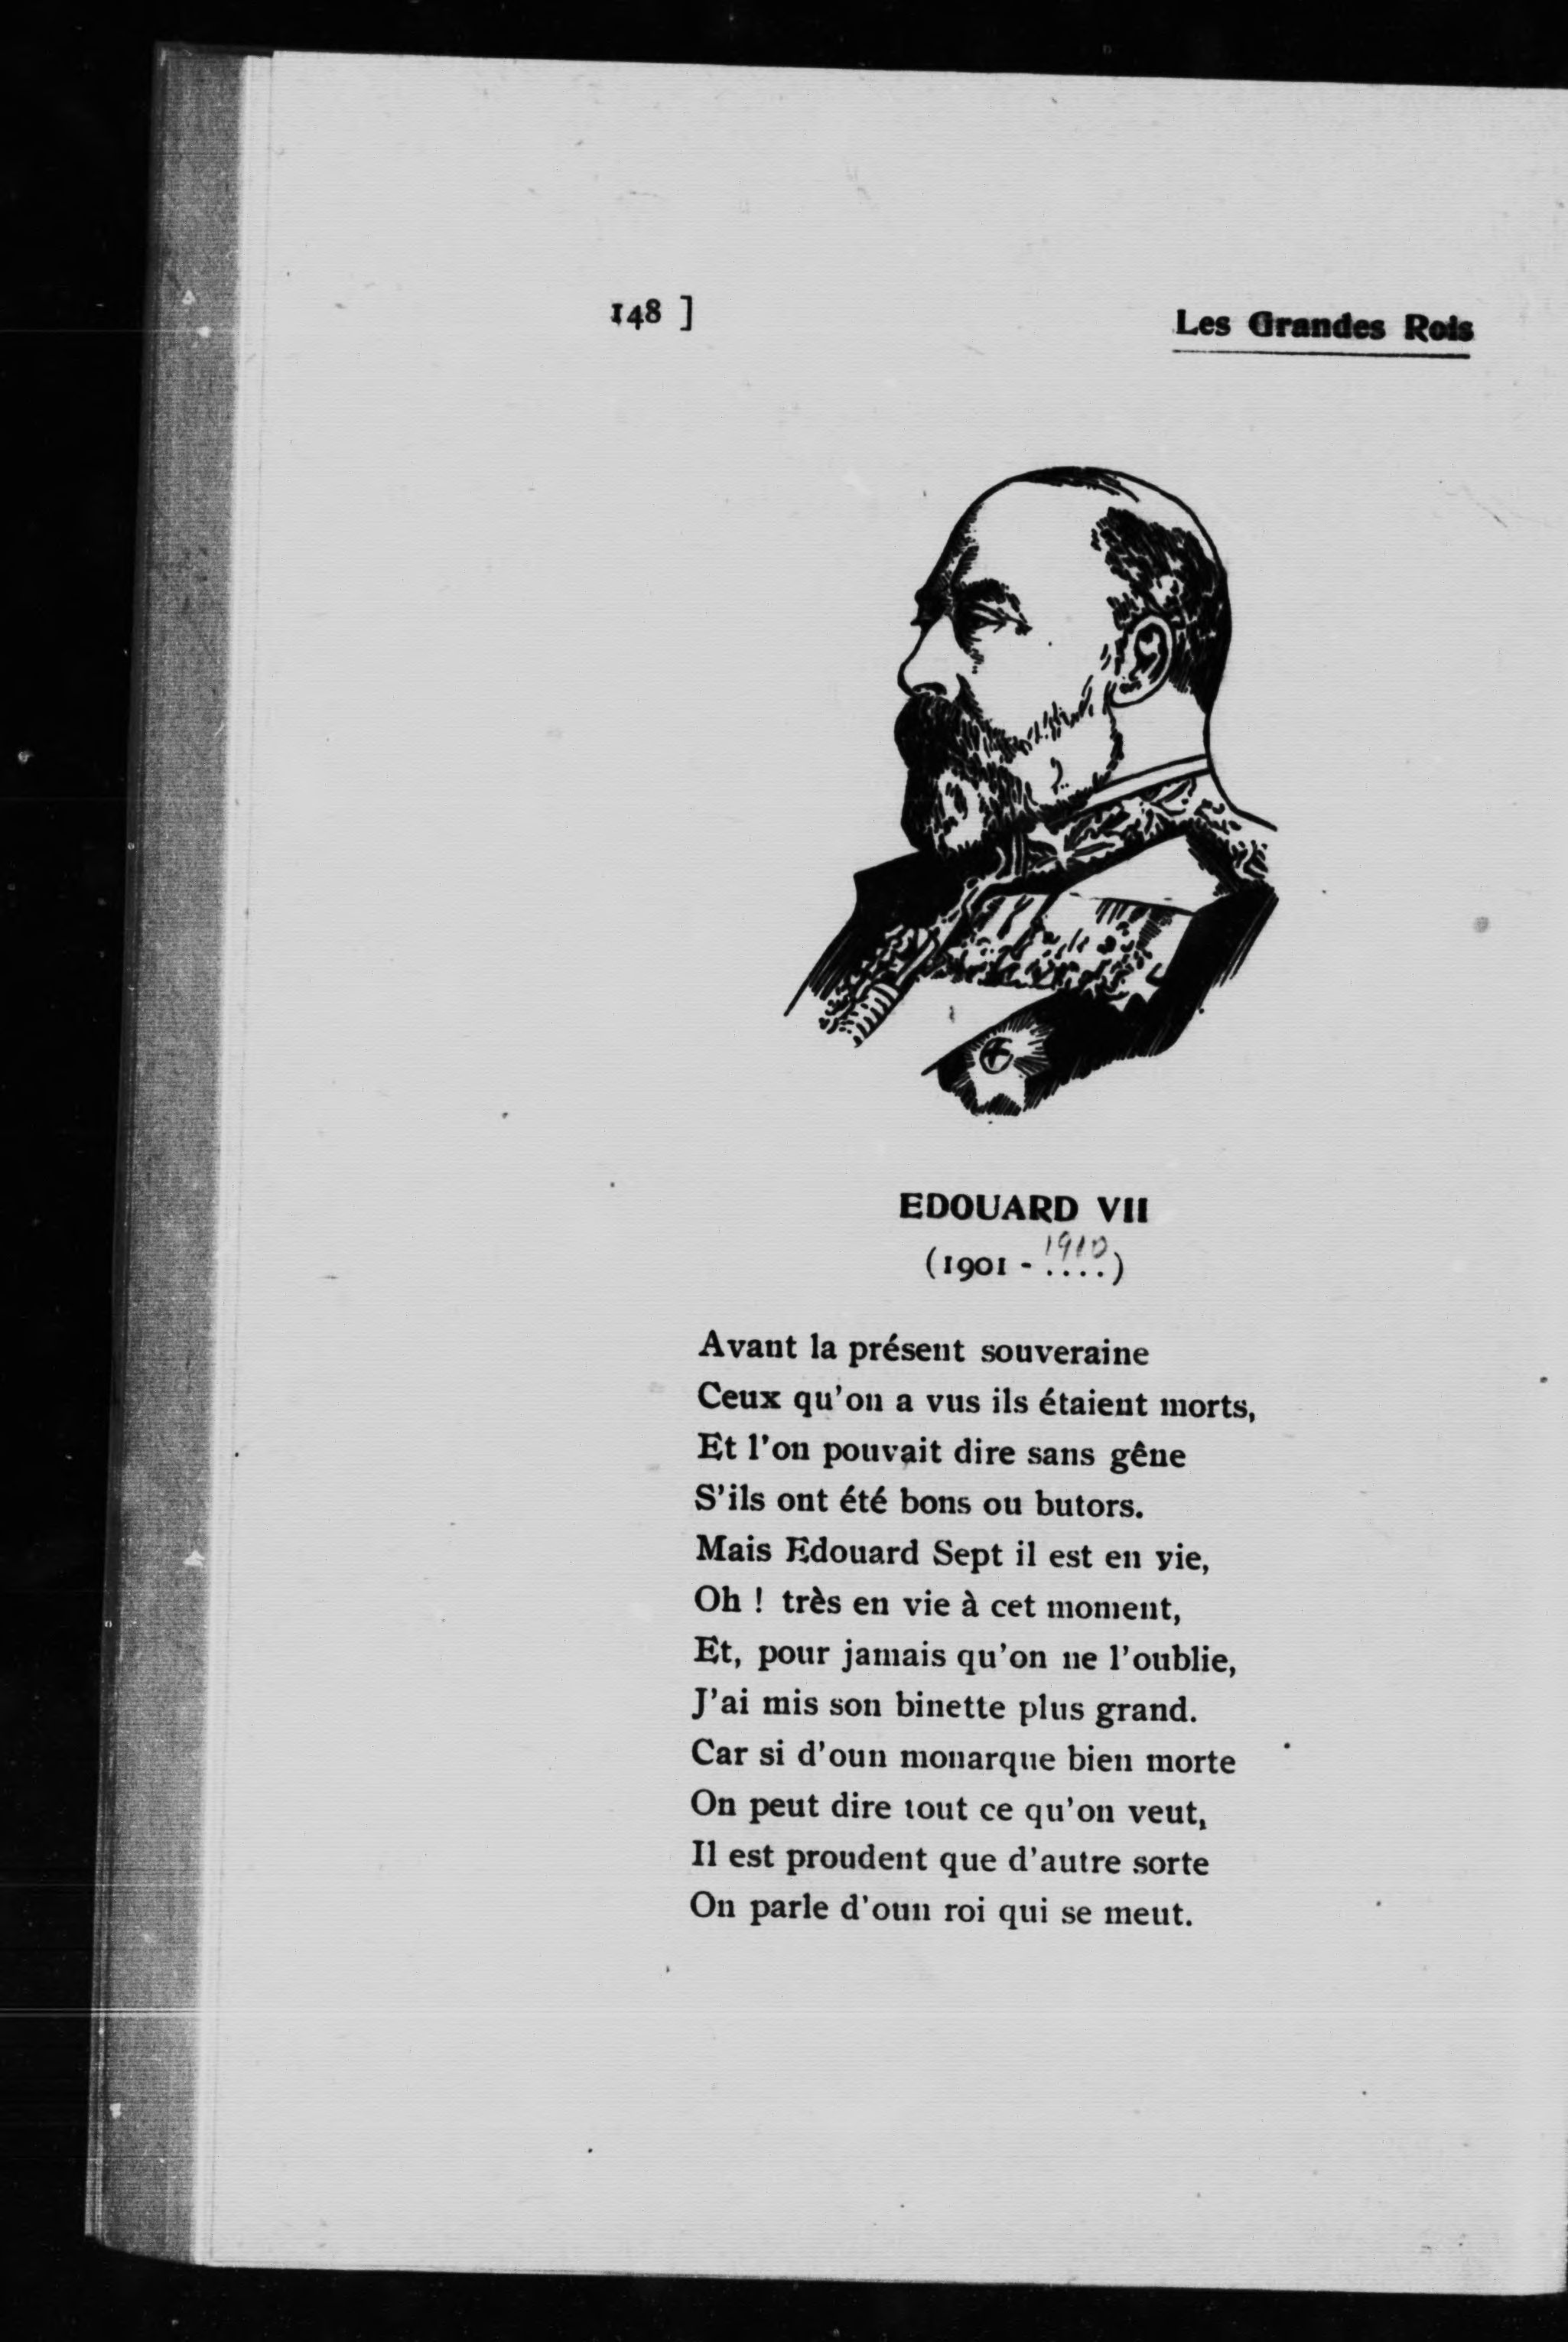 148 ]
Les Grandes Rois
EDOUARD VII
1910
(1901 - ....)
Avant la présent souveraine
Ceux qu'on a vus ils étaient morts,
Et l'on pouvait dire sans gêne
S'ils ont été bons ou butors.
Mais Edouard Sept il est en vie,
Oh ! très en vie à cet moment,
Et, pour jamais qu'on ne l'oublie,
J'ai mis son binette plus grand.
Car si d'oun monarque bien morte
On peut dire tout ce qu'on veut,
Il est proudent que d'autre sorte
On parle d'oun roi qui se meut.